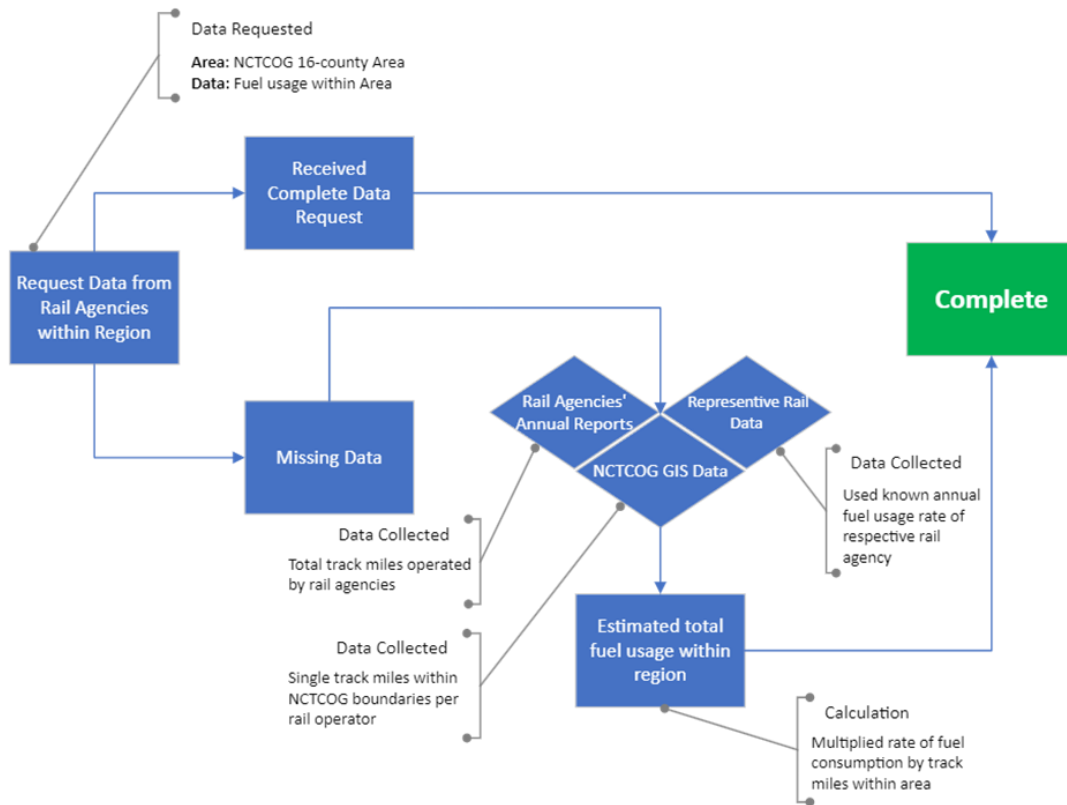 Data Requested
Area: NCTCOG 16-county Area
Data: Fuel usage within Area
Received
Complete Data
Request
Request Data from
Rail Agencies
within Region
Complete
Missing Data
Rail Agencies'
Annual Reports
Representive Rail
Data
NCTCOG GIS Data
Data Collected
Used known annual
fuel usage rate of
respective rail
agency
Data Collected
Total track miles operated
by rail agencies
Data Collected
Single track miles within
NCTCOG boundaries per
rail operator
Estimated total
fuel usage within
region
Calculation
Multiplied rate of fuel
consumption by track
miles within area